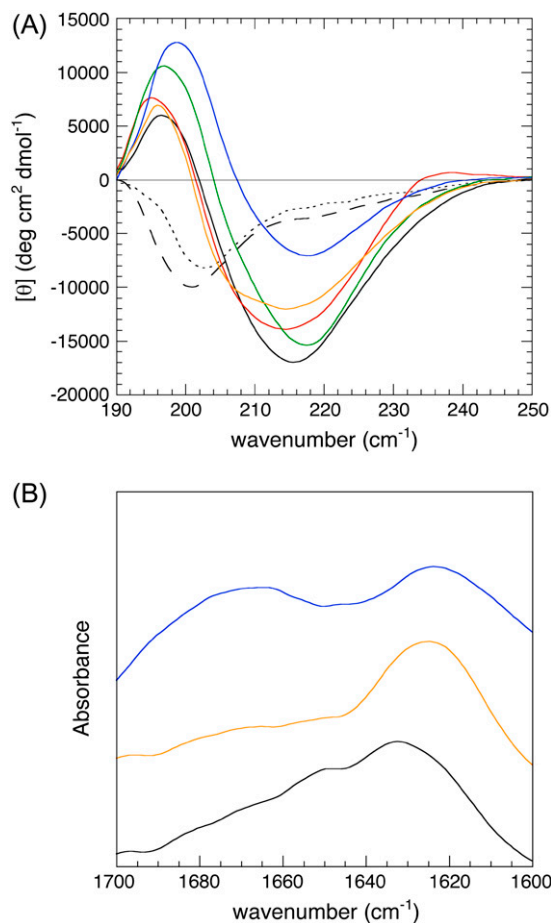 (A)
15000
10000
5000
0
-5000
-10000
-15000
-20000
[θ] (deg cm² dmol⁻¹)
190 200 210 220 230 240 250
wavenumber (cm⁻¹)
(B)
Absorbance
1700 1680 1660 1640 1620 1600
wavenumber (cm⁻¹)